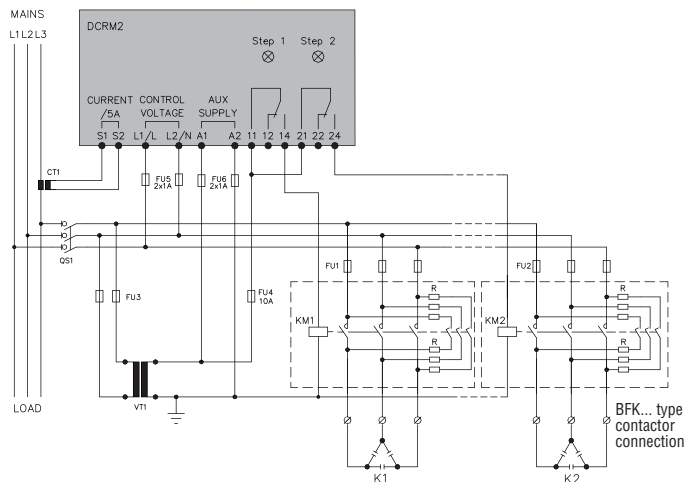 MAINS
L1 L2 L3
DCRM2
Step 1 Step 2
CURRENT
/5A
CONTROL
VOLTAGE
AUX
SUPPLY
S1 S2 L1/L L2/N A1 A2 11 12 14 21 22 24
CT1
FU5
2x1A
FU6
2x1A
QS1
FU1
FU2
FU3
FU4
10A
R
R
KM1
KM2
R
R
VT1
LOAD
BFK... type
contactor
connection
K1
K2